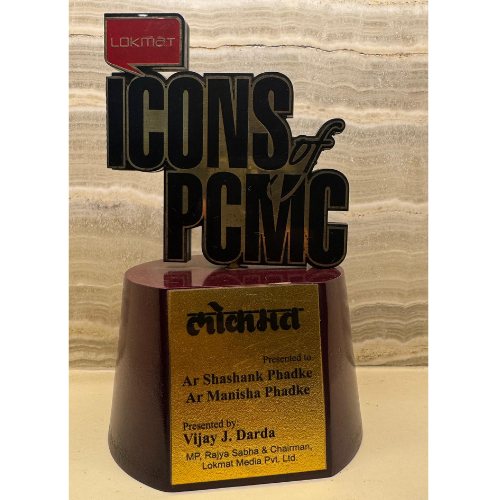 LOKMAT
ICONS of
PCMC
लोकमत
Presented to:
Ar Shashank Phadke
Ar Manisha Phadke
Presented by:
Vijay J. Darda
MP, Rajya Sabha & Chairman,
Lokmat Media Pvt. Ltd.